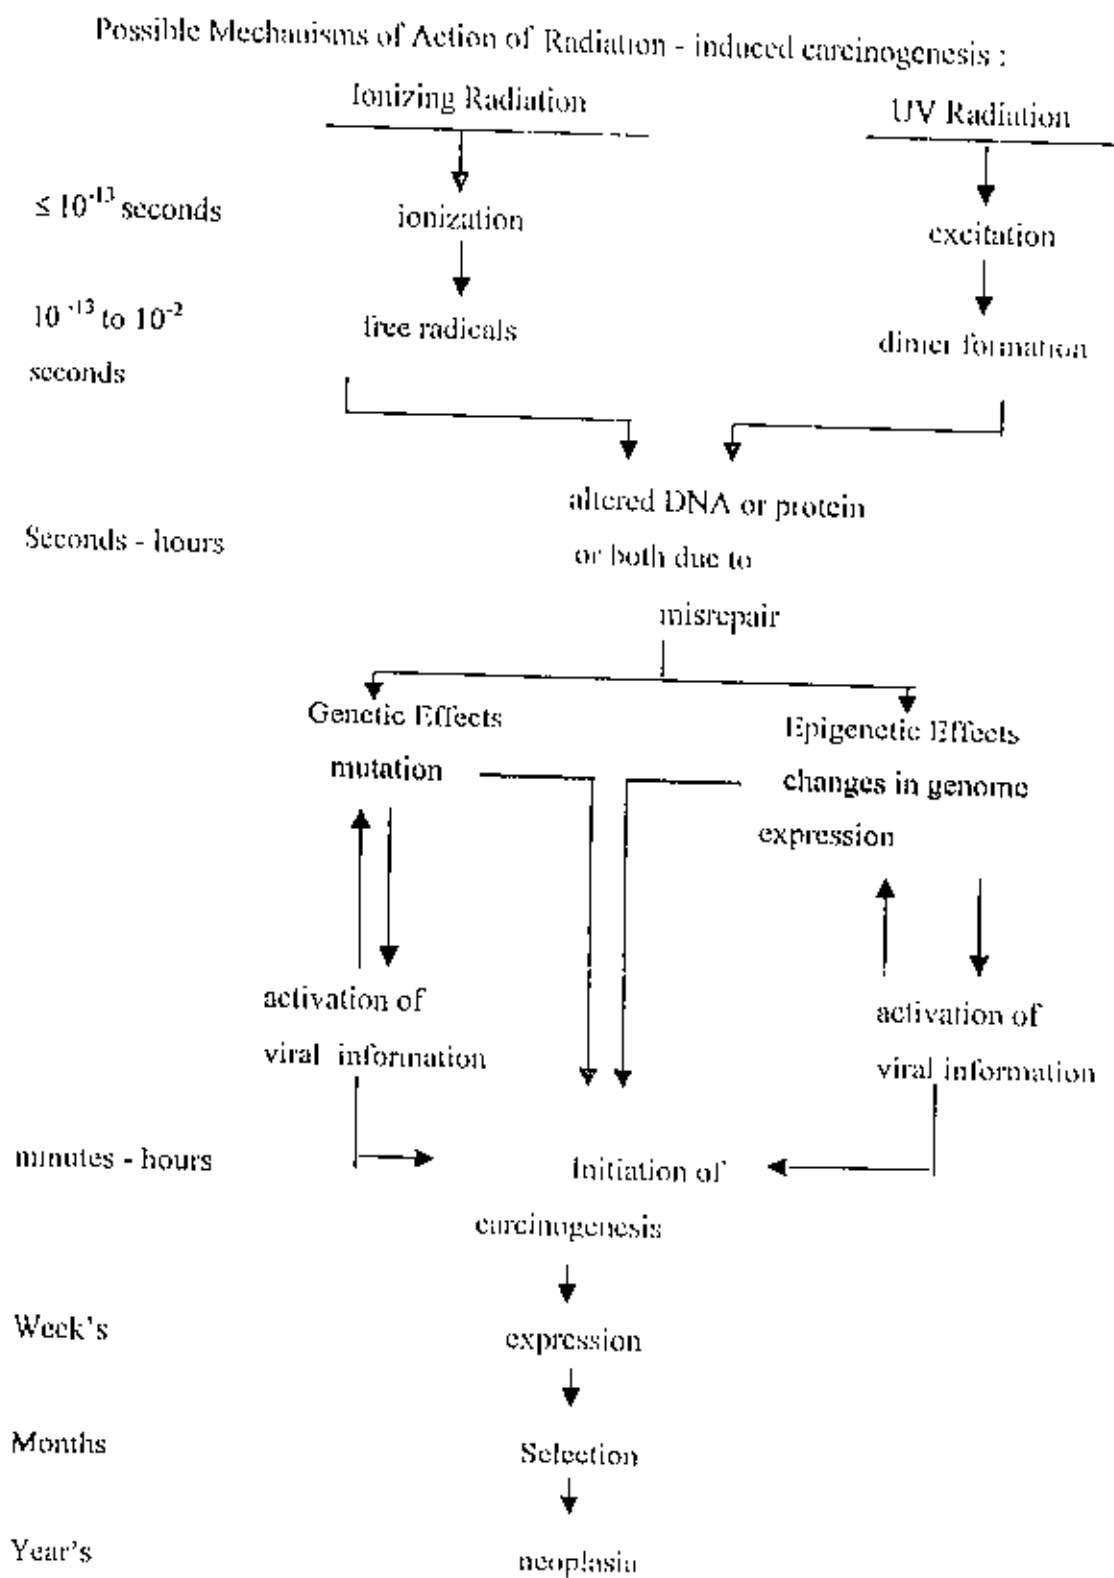 Possible Mechanisms of Action of Radiation - induced carcinogenesis :
Ionizing Radiation
UV Radiation
≤ 10⁻¹³ seconds
ionization
excitation
10⁻¹³ to 10⁻²
seconds
free radicals
dimer formation
Seconds - hours
altered DNA or protein
or both due to
misrepair
Genetic Effects
mutation
Epigenetic Effects
changes in genome
expression
activation of
viral information
activation of
viral information
minutes - hours
Initiation of
carcinogenesis
Week's
expression
Months
Selection
Year's
neoplasia